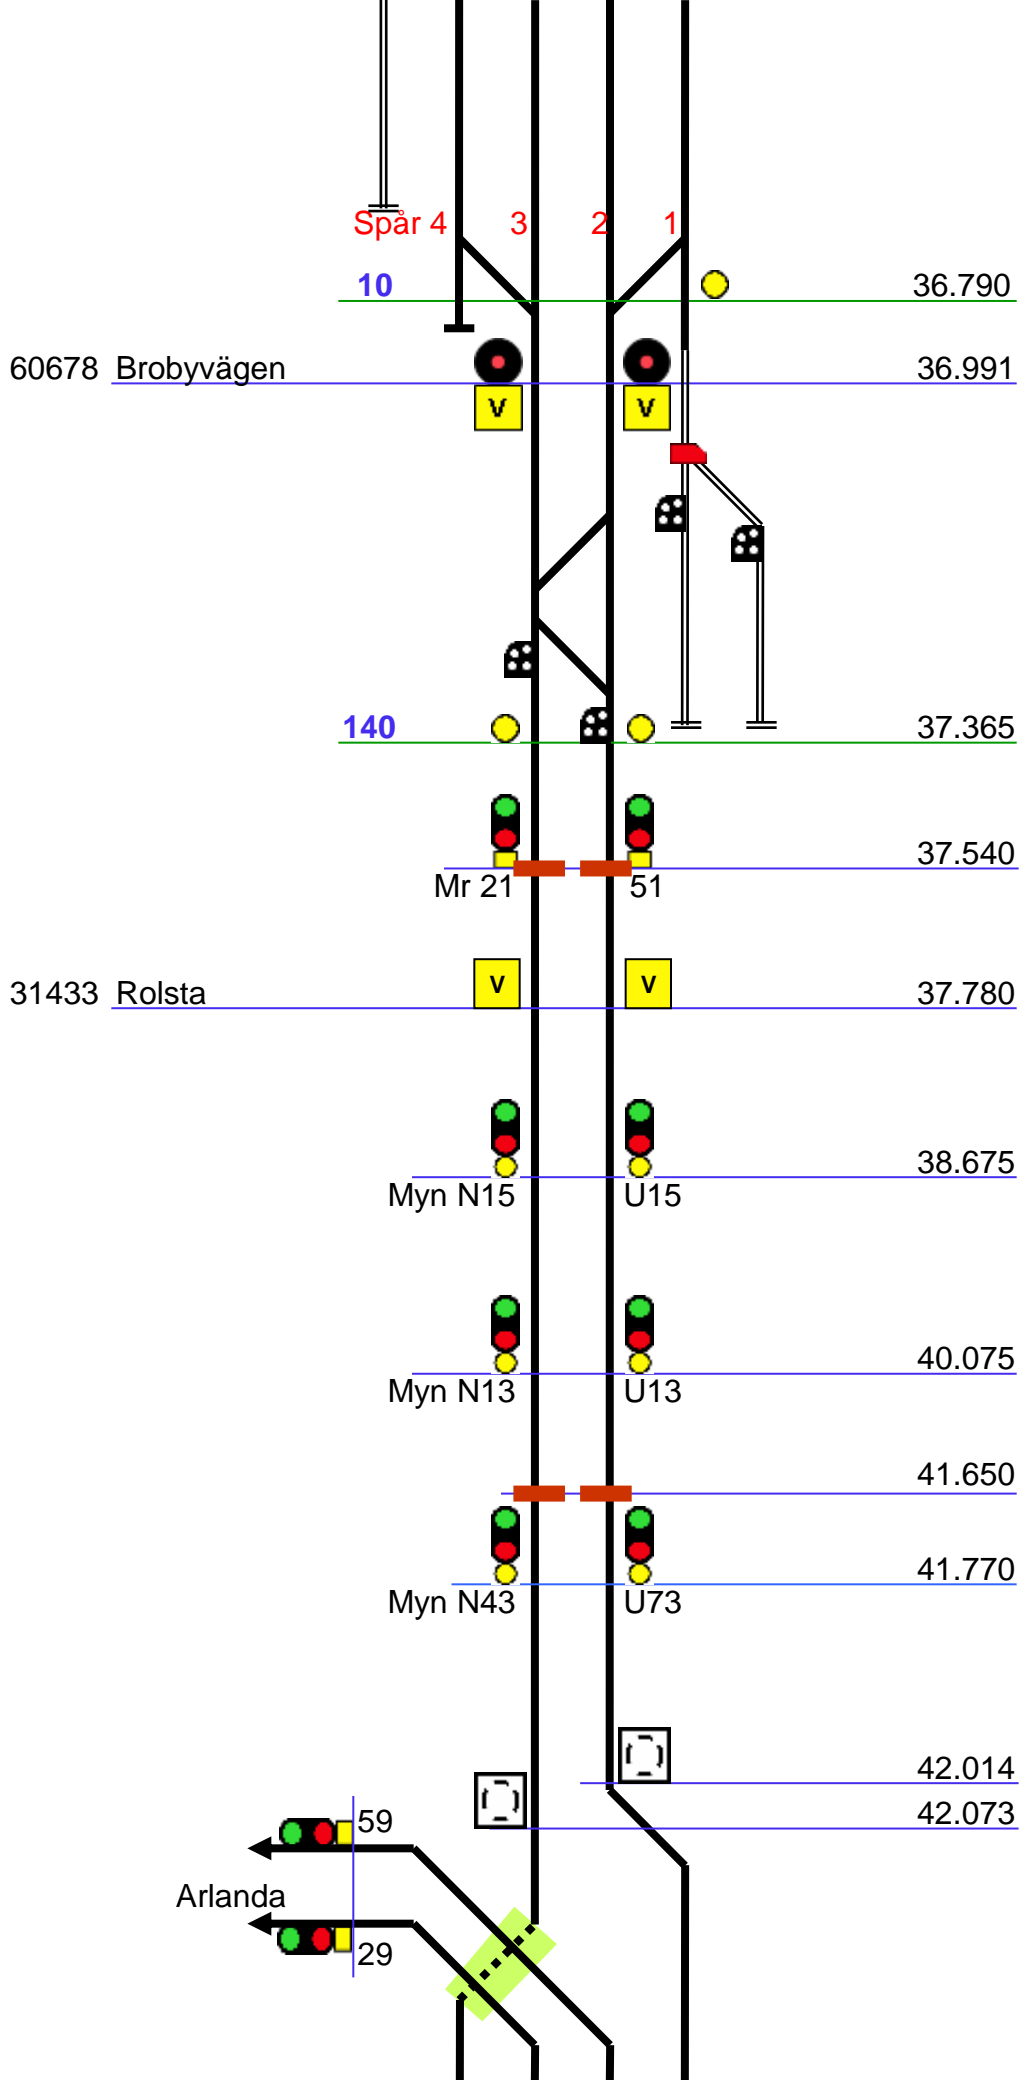 Spår 4 3 2 1
10 36.790
60678 Brobyvägen 36.991
V V
140 37.365
37.540
Mr 21 51
V V
31433 Rolsta 37.780
38.675
Myn N15 U15
40.075
Myn N13 U13
41.650
41.770
Myn N43 U73
42.014
42.073
59
Arlanda
29